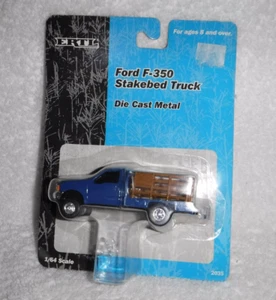 ERTL
For ages 8 and over.
Ford F-350
Stakebed Truck
Die Cast Metal
1/64 Scale